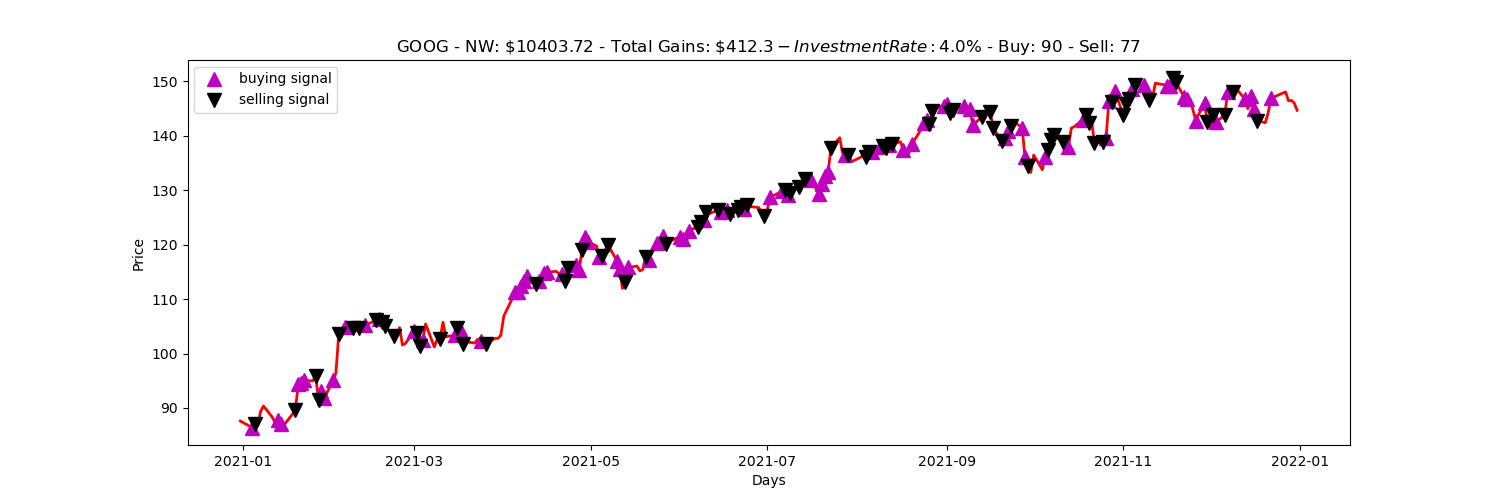 GOOG - NW: $10403.72 - Total Gains: $412.3 − InvestmentRate : 4.0% - Buy: 90 - Sell: 77
buying signal
selling signal
150
140
130
120
110
100
90
Price
2021-01 2021-03 2021-05 2021-07 2021-09 2021-11 2022-01
Days